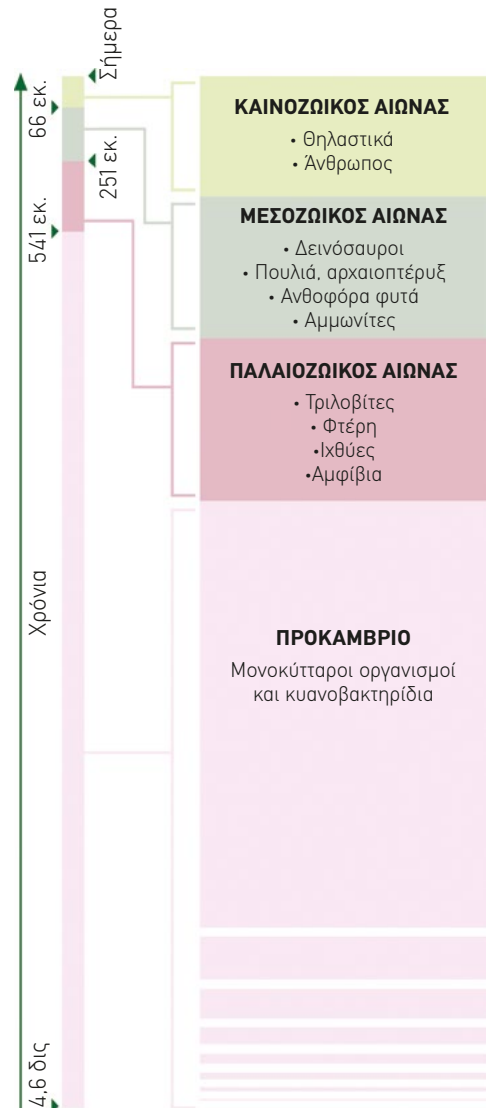 Σήμερα
66 εκ.
251 εκ.
541 εκ.
Χρόνια
4,6 δις
ΚΑΙΝΟΖΩΙΚΟΣ ΑΙΩΝΑΣ
• Θηλαστικά
• Άνθρωπος
ΜΕΣΟΖΩΙΚΟΣ ΑΙΩΝΑΣ
• Δεινόσαυροι
• Πουλιά, αρχαιοπτέρυξ
• Ανθοφόρα φυτά
• Αμμωνίτες
ΠΑΛΑΙΟΖΩΙΚΟΣ ΑΙΩΝΑΣ
• Τριλοβίτες
• Φτέρη
•Ιχθύες
•Αμφίβια
ΠΡΟΚΑΜΒΡΙΟ
Μονοκύτταροι οργανισμοί
και κυανοβακτηρίδια